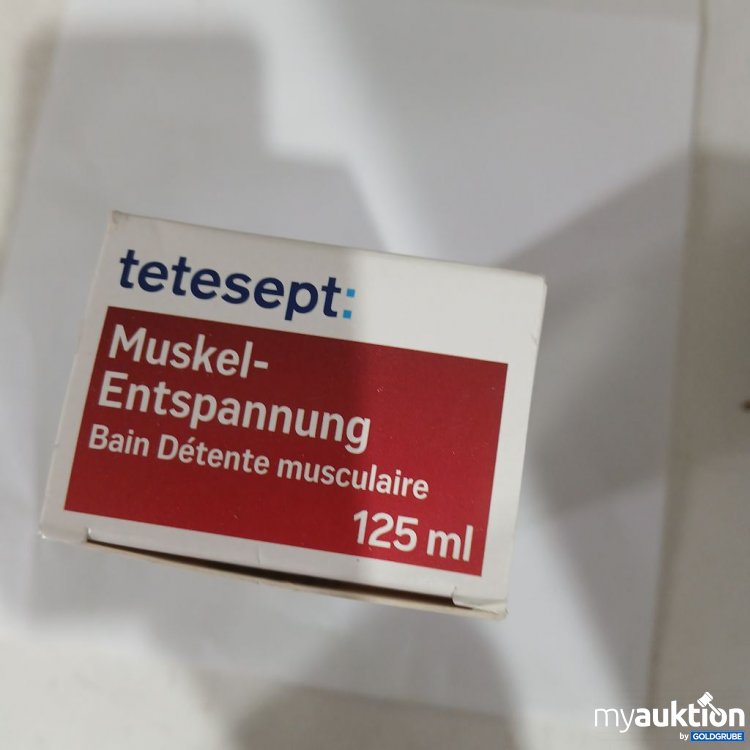 tetesept:
Muskel-
Entspannung
Bain Détente musculaire
125 ml
myauktion
by GOLDGRUBE